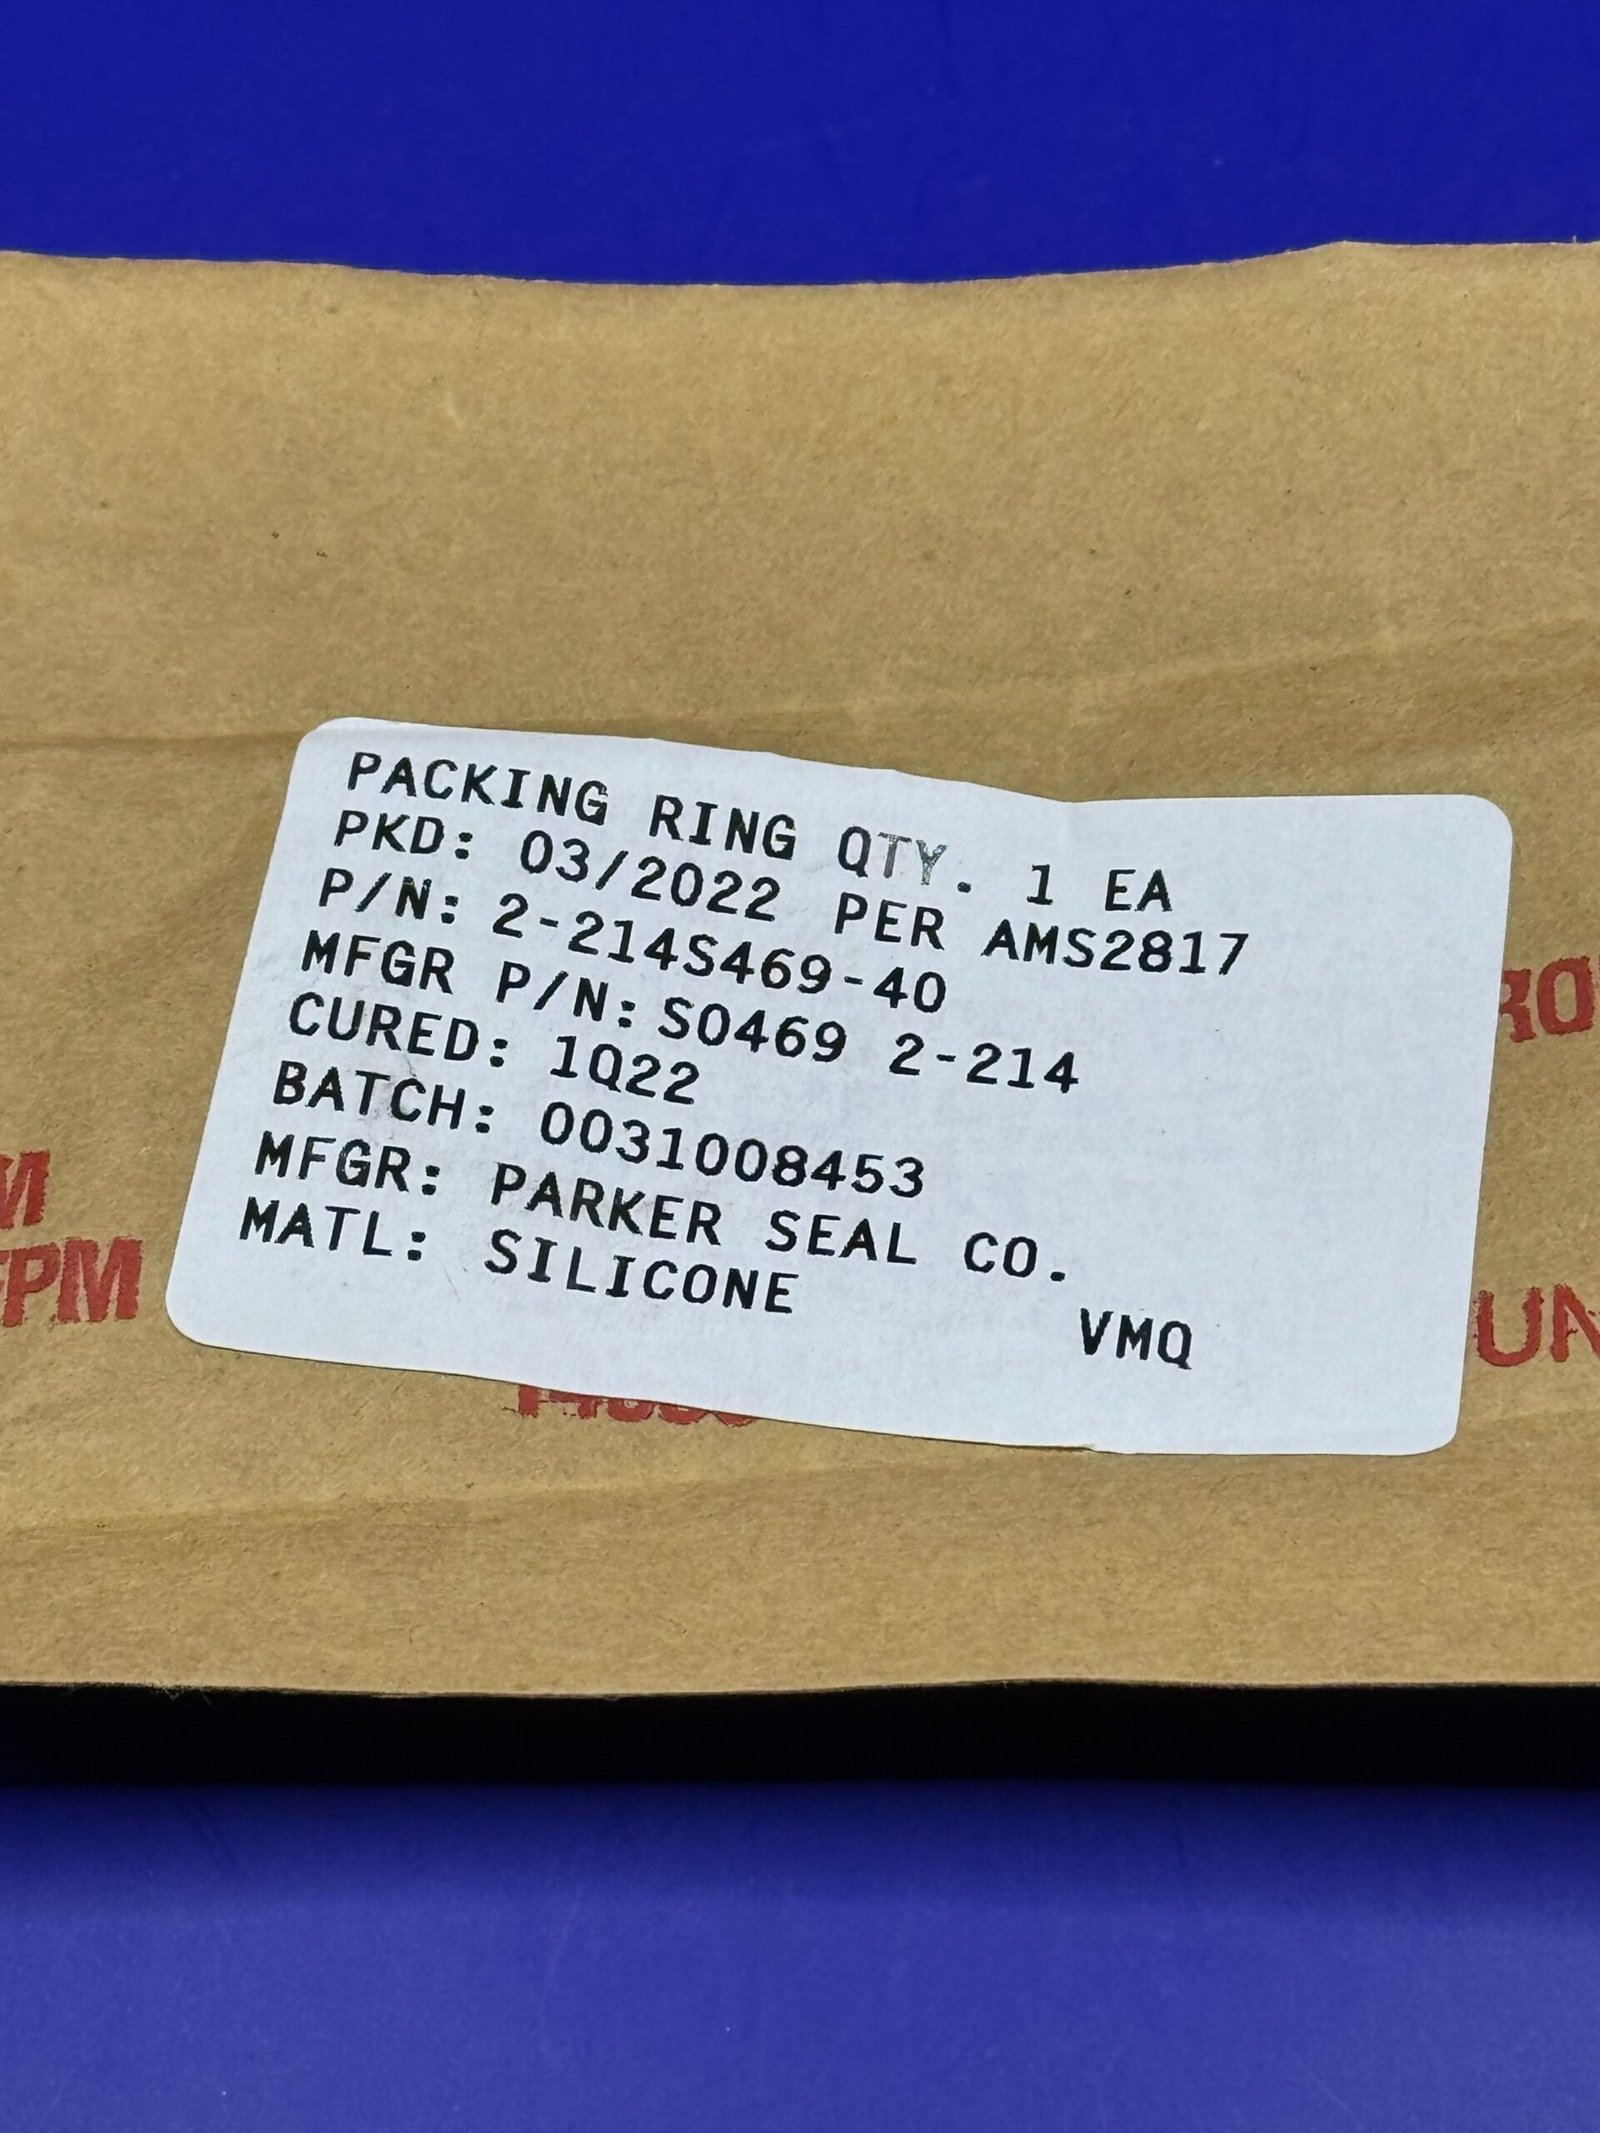 PACKING RING QTY. 1 EA
PKD: 03/2022 PER AMS2817
P/N: 2-214S469-40
MFGR P/N: S0469 2-214
CURED: 1Q22
BATCH: 0031008453
MFGR: PARKER SEAL CO.
MATL: SILICONE VMQ